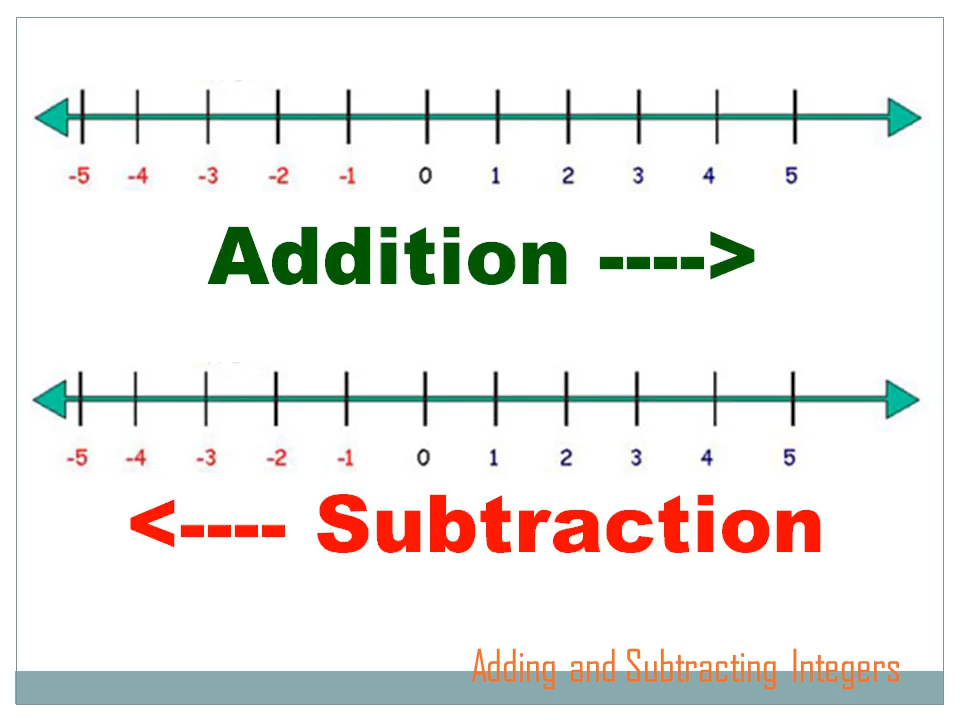 -5 -4 -3 -2 -1 0 1 2 3 4 5
Addition ---->
-5 -4 -3 -2 -1 0 1 2 3 4 5
<---- Subtraction
Adding and Subtracting Integers